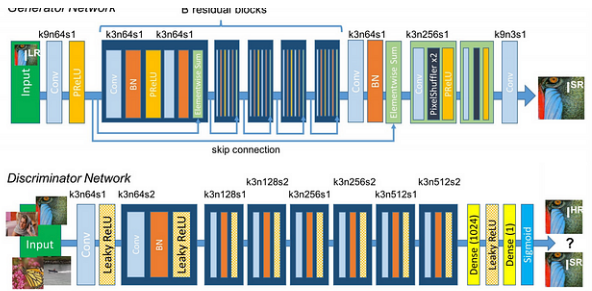 Generator Network
B residual blocks
k9n64s1
k3n64s1
k3n64s1
k3n64s1
k3n256s1
k9n3s1
LR
Input
Conv
PReLU
Conv
BN
PReLU
Conv
BN
Elementwise Sum
Conv
BN
Elementwise Sum
Conv
PixelShuffler x2
PReLU
Conv
I SR
skip connection
Discriminator Network
k3n64s1
k3n64s2
k3n128s1
k3n128s2
k3n256s1
k3n256s2
k3n512s1
k3n512s2
Input
Conv
Leaky ReLU
Conv
BN
Leaky ReLU
Dense (1024)
Leaky ReLU
Dense (1)
Sigmoid
I HR
?
I SR